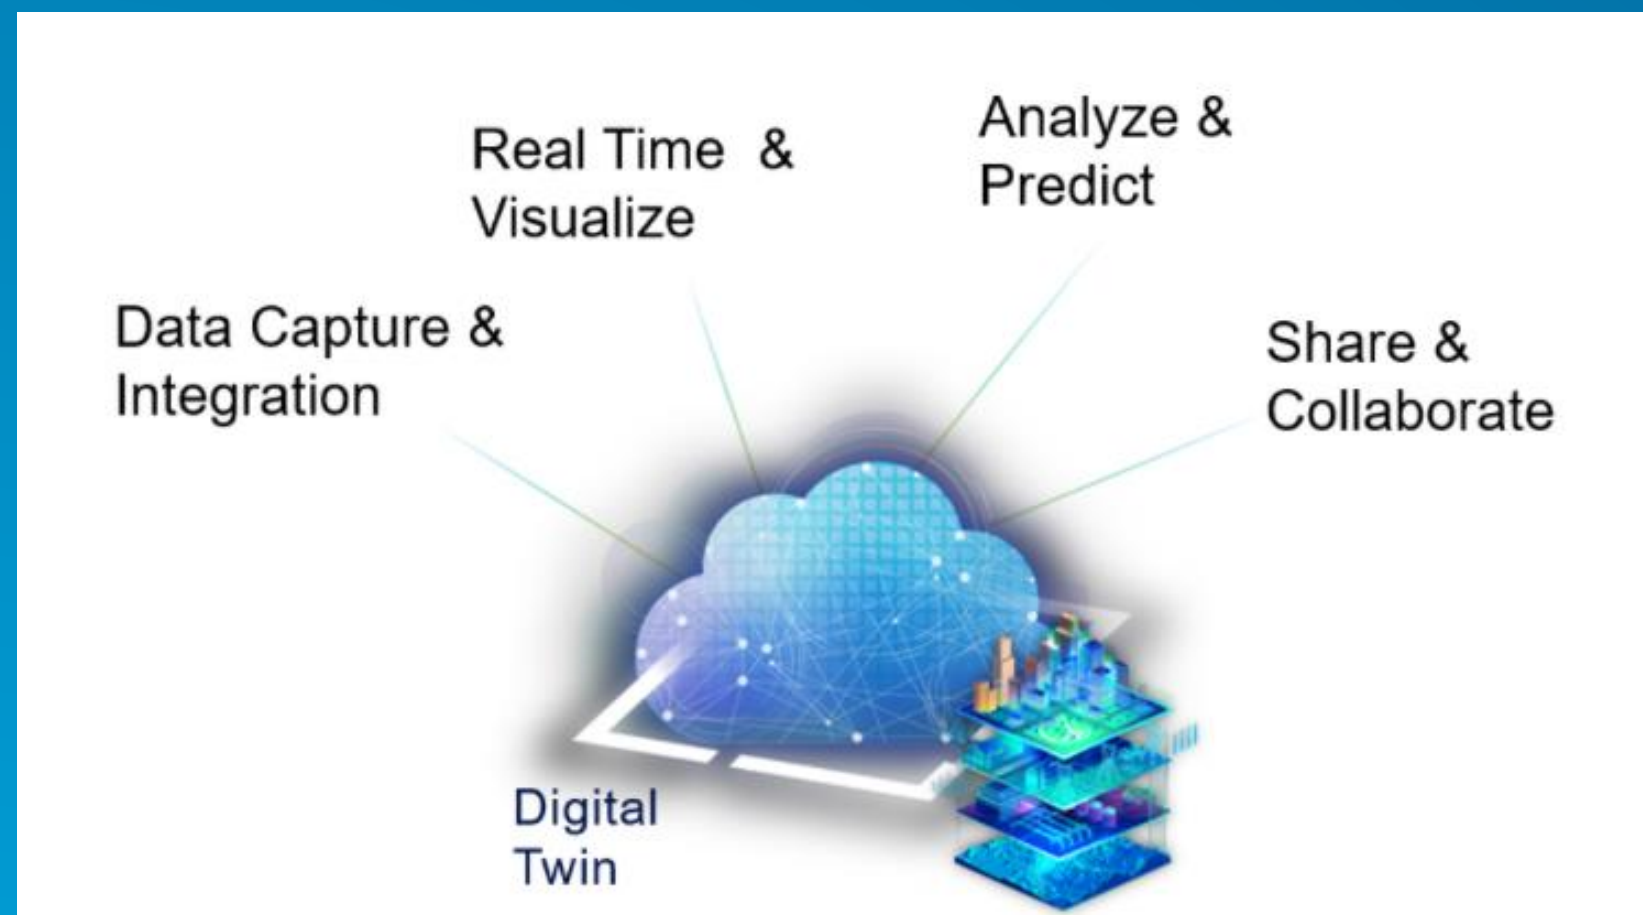 Data Capture &
Integration
Real Time &
Visualize
Analyze &
Predict
Share &
Collaborate
Digital
Twin